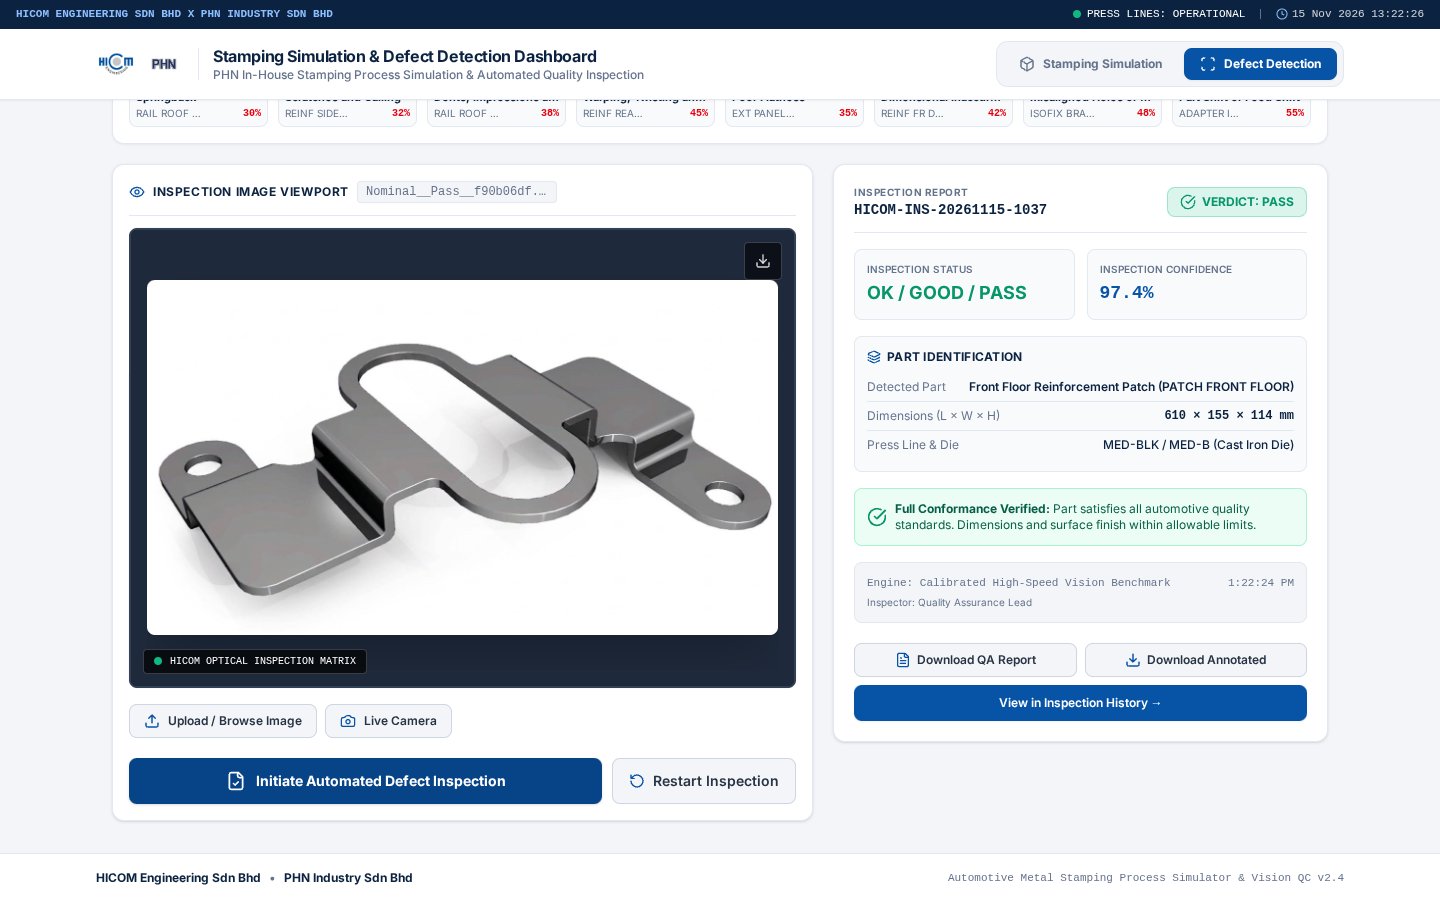 HICOM ENGINEERING SDN BHD X PHN INDUSTRY SDN BHD
PRESS LINES: OPERATIONAL | 15 Nov 2026 13:22:26
HICOM
PHN
Stamping Simulation & Defect Detection Dashboard
PHN In-House Stamping Process Simulation & Automated Quality Inspection
Stamping Simulation
Defect Detection
RAIL ROOF ... 30%
REINF SIDE... 32%
RAIL ROOF ... 38%
REINF REA... 45%
EXT PANEL... 35%
REINF FR D... 42%
ISOFIX BRA... 48%
ADAPTER I... 55%
INSPECTION IMAGE VIEWPORT
Nominal__Pass__f90b06df.…
HICOM OPTICAL INSPECTION MATRIX
Upload / Browse Image
Live Camera
Initiate Automated Defect Inspection
Restart Inspection
INSPECTION REPORT
HICOM-INS-20261115-1037
VERDICT: PASS
INSPECTION STATUS
OK / GOOD / PASS
INSPECTION CONFIDENCE
97.4%
PART IDENTIFICATION
Detected Part Front Floor Reinforcement Patch (PATCH FRONT FLOOR)
Dimensions (L × W × H) 610 × 155 × 114 mm
Press Line & Die MED-BLK / MED-B (Cast Iron Die)
Full Conformance Verified: Part satisfies all automotive quality
standards. Dimensions and surface finish within allowable limits.
Engine: Calibrated High-Speed Vision Benchmark 1:22:24 PM
Inspector: Quality Assurance Lead
Download QA Report
Download Annotated
View in Inspection History →
HICOM Engineering Sdn Bhd • PHN Industry Sdn Bhd
Automotive Metal Stamping Process Simulator & Vision QC v2.4